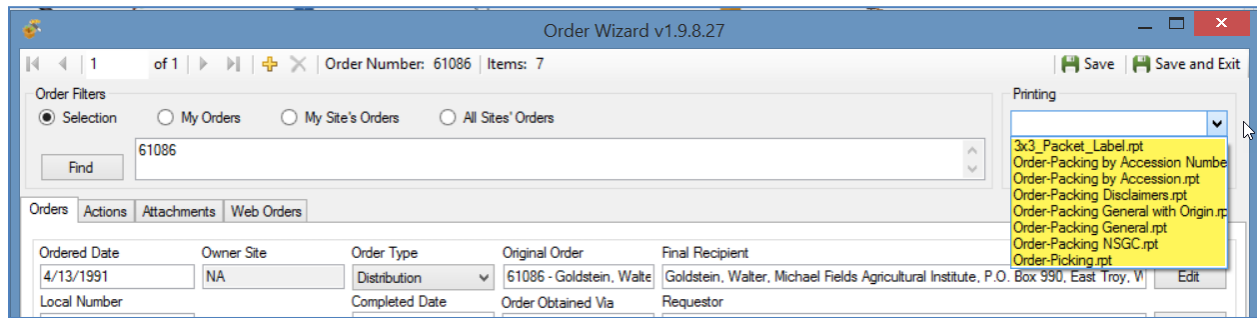 Order Wizard v1.9.8.27
1 of 1 Order Number: 61086 Items: 7 Save Save and Exit
Order Filters Printing
Selection My Orders My Site's Orders All Sites' Orders
Find 61086
3x3_Packet_Label.rpt
Order-Packing by Accession Numbe
Order-Packing by Accession.rpt
Order-Packing Disclaimers.rpt
Order-Packing General with Origin.rp
Order-Packing General.rpt
Order-Packing NSGC.rpt
Order-Picking.rpt
Orders Actions Attachments Web Orders
Ordered Date Owner Site Order Type Original Order Final Recipient
4/13/1991 NA Distribution 61086 - Goldstein, Walte Goldstein, Walter, Michael Fields Agricultural Institute, P.O. Box 990, East Troy, W Edit
Local Number Completed Date Order Obtained Via Requestor